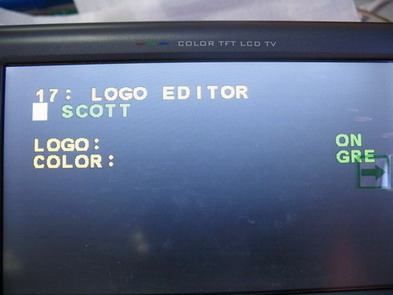 COLOR TFT LCD TV
17: LOGO EDITOR
SCOTT
LOGO: ON
COLOR: GRE